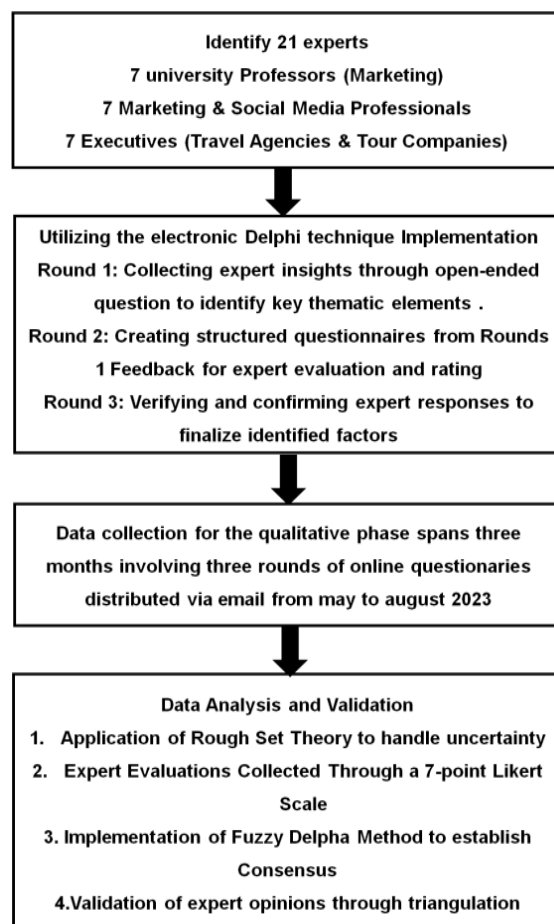 Identify 21 experts
7 university Professors (Marketing)
7 Marketing & Social Media Professionals
7 Executives (Travel Agencies & Tour Companies)
Utilizing the electronic Delphi technique Implementation
Round 1: Collecting expert insights through open-ended
question to identify key thematic elements .
Round 2: Creating structured questionnaires from Rounds
1 Feedback for expert evaluation and rating
Round 3: Verifying and confirming expert responses to
finalize identified factors
Data collection for the qualitative phase spans three
months involving three rounds of online questionaries
distributed via email from may to august 2023
Data Analysis and Validation
1. Application of Rough Set Theory to handle uncertainty
2. Expert Evaluations Collected Through a 7-point Likert
Scale
3. Implementation of Fuzzy Delpha Method to establish
Consensus
4.Validation of expert opinions through triangulation